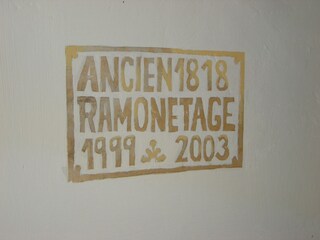 ANCIEN 1818
RAMONETAGE
1999 2003